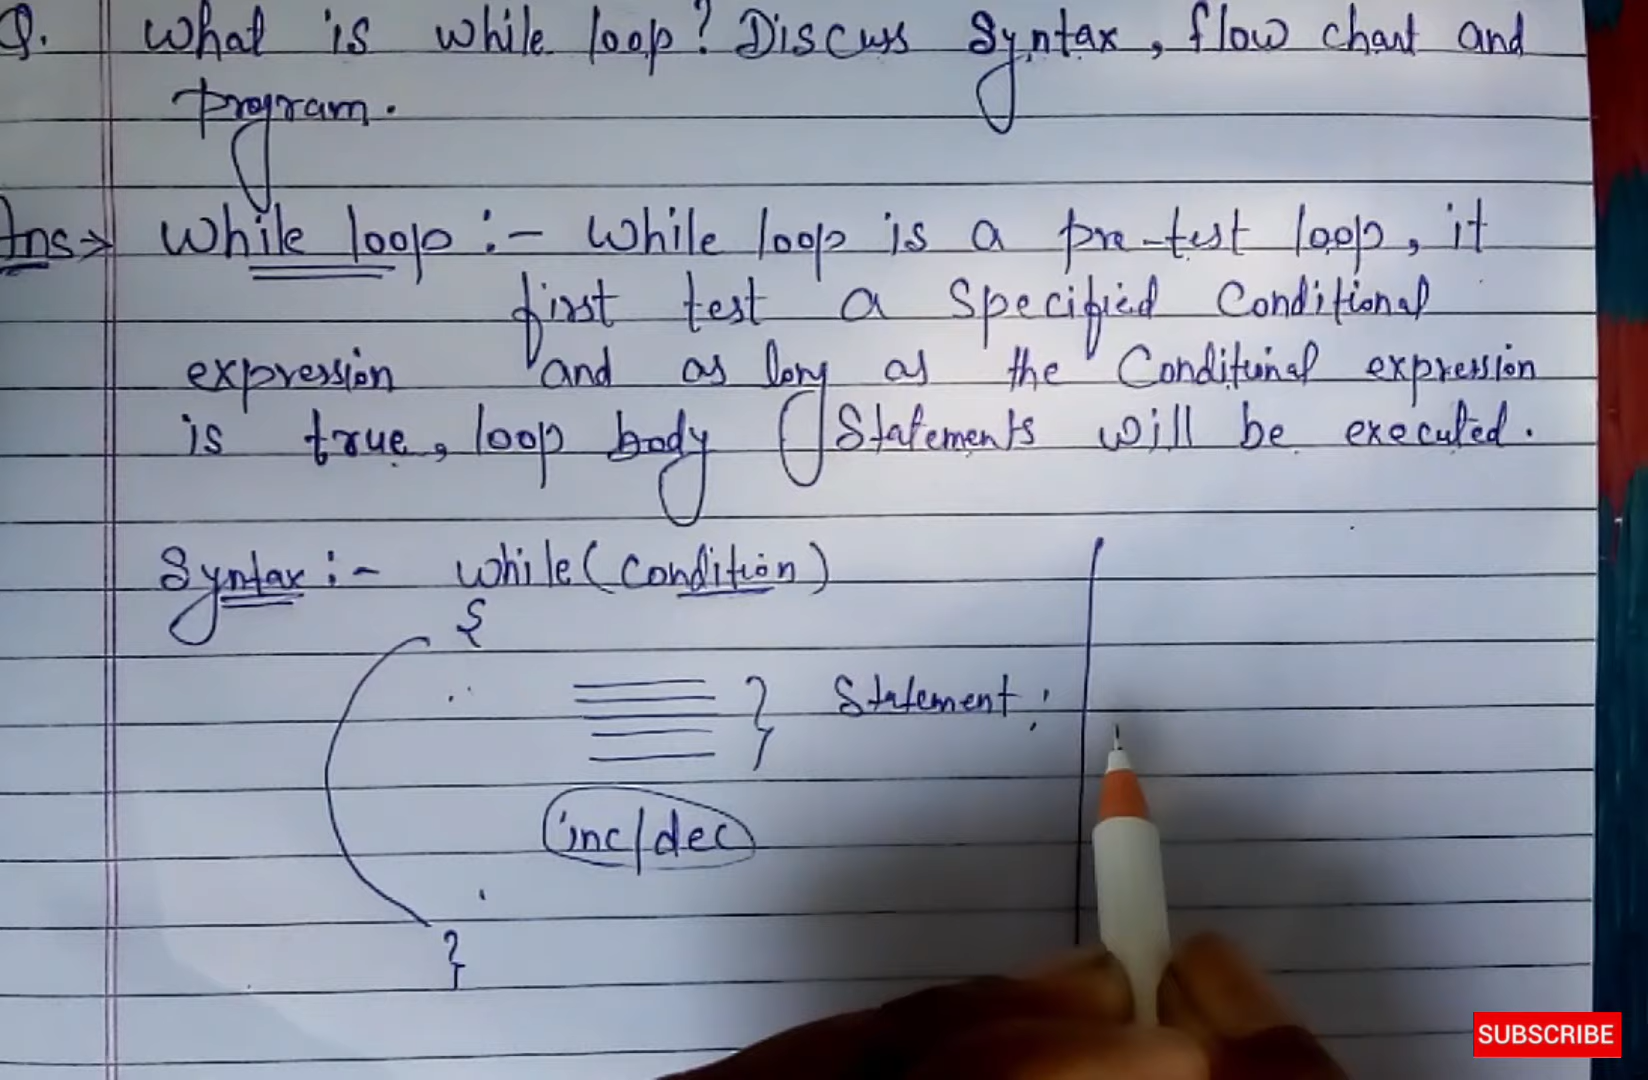 Q. What is while loop? Discuss Syntax, flow chart and
program.
Ans⇒ While loop :- While loop is a pre-test loop, it
first test a specified Conditional
expression and as long as the Conditional expression
is true, loop body Statements will be executed.
Syntax :- while (condition)
{
} Statement;
inc/dec
}
SUBSCRIBE